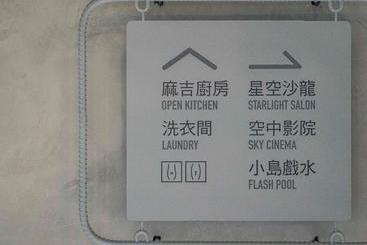 麻吉廚房
OPEN KITCHEN
洗衣間
LAUNDRY
星空沙龍
STARLIGHT SALON
空中影院
SKY CINEMA
小島戲水
FLASH POOL